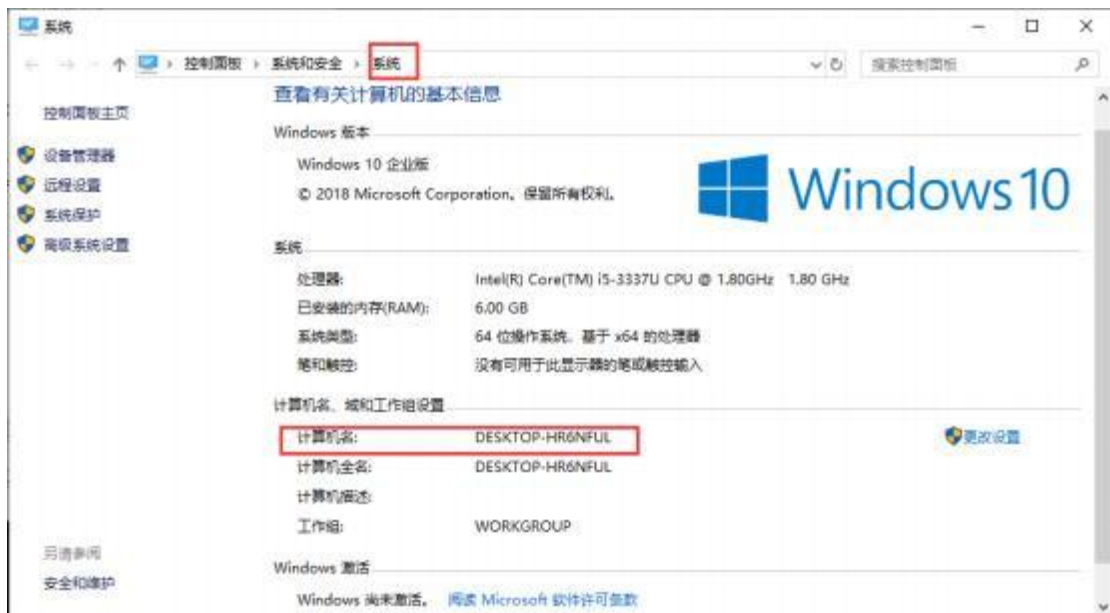 系统
控制面板 › 系统和安全 › 系统
搜索控制面板
控制面板主页
设备管理器
远程设置
系统保护
高级系统设置
查看有关计算机的基本信息
Windows 版本
Windows 10 企业版
© 2018 Microsoft Corporation。保留所有权利。
Windows 10
系统
处理器: Intel(R) Core(TM) i5-3337U CPU @ 1.80GHz 1.80 GHz
已安装的内存(RAM): 6.00 GB
系统类型: 64 位操作系统, 基于 x64 的处理器
笔和触控: 没有可用于此显示器的笔或触控输入
计算机名、域和工作组设置
计算机名: DESKTOP-HR6NFUL
更改设置
计算机全名: DESKTOP-HR6NFUL
计算机描述:
工作组: WORKGROUP
Windows 激活
Windows 尚未激活。 阅读 Microsoft 软件许可条款
另请参阅
安全和维护